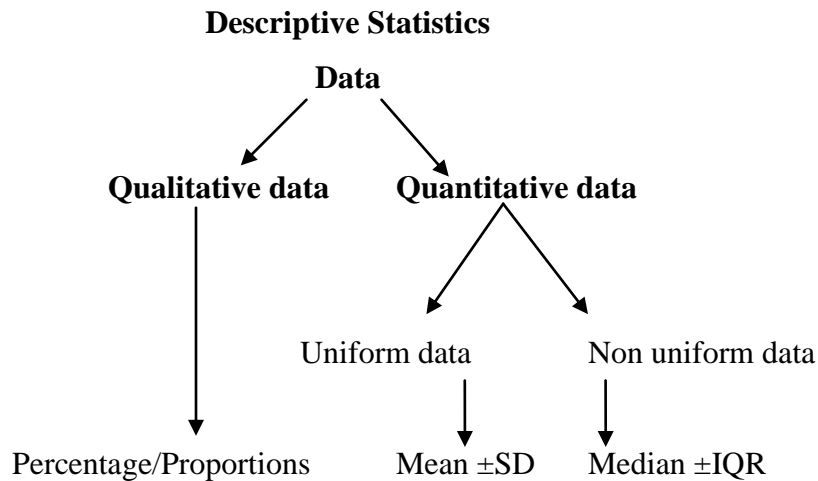 Descriptive Statistics
Data
Qualitative data Quantitative data
Uniform data Non uniform data
Percentage/Proportions Mean ±SD Median ±IQR